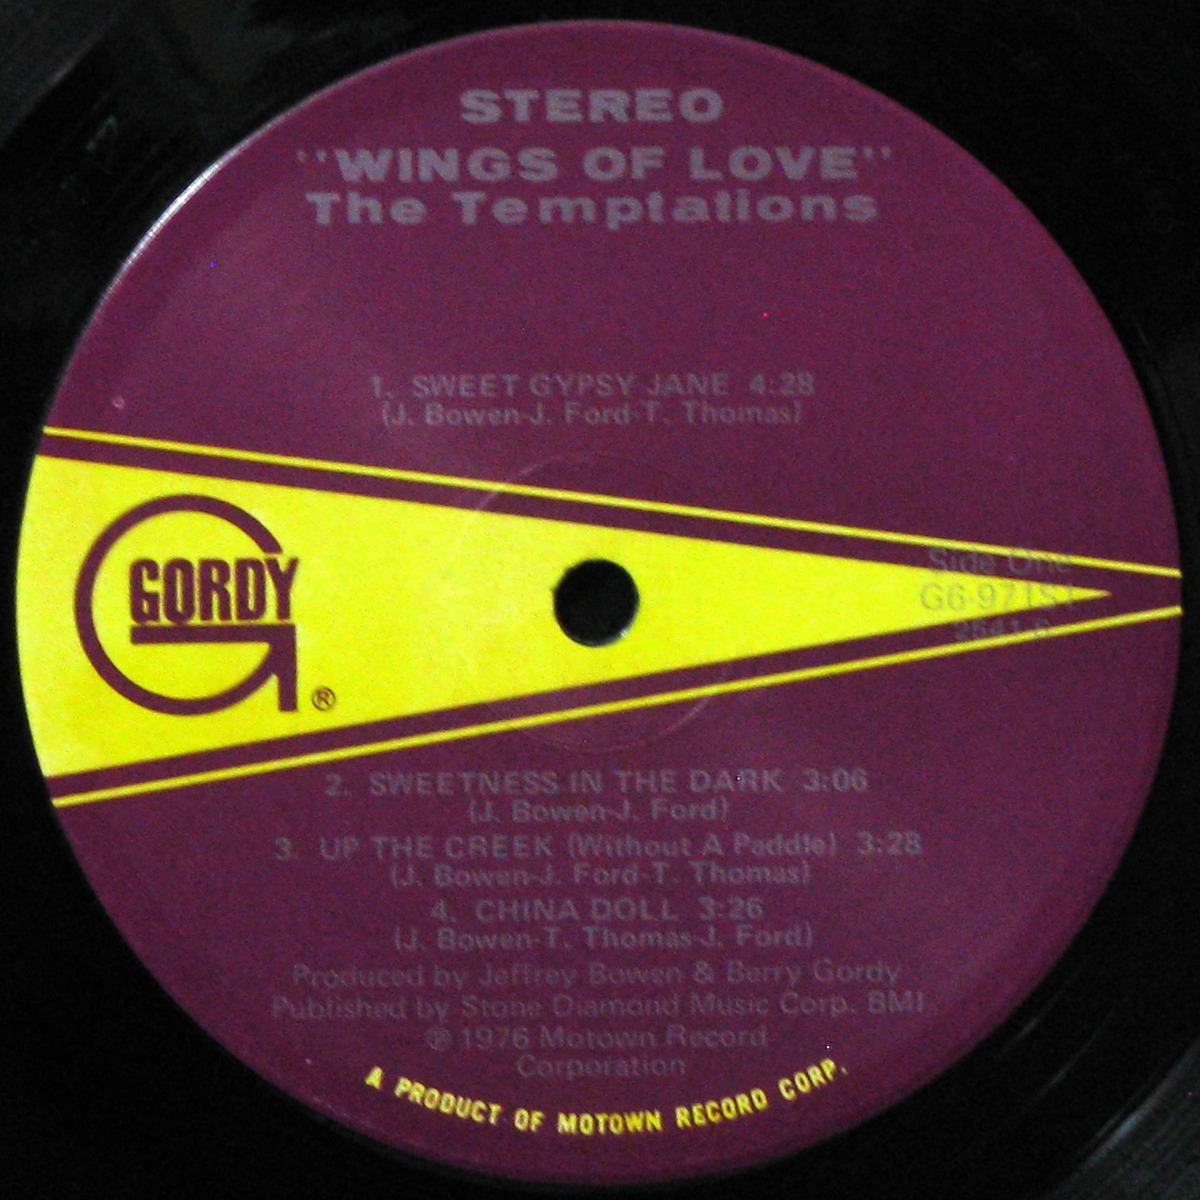 STEREO
"WINGS OF LOVE"
The Temptations
1. SWEET GYPSY JANE 4:28
(J. Bowen-J. Ford-T. Thomas)
GORDY
®
Side One
G6-971S1
2. SWEETNESS IN THE DARK 3:06
(J. Bowen-J. Ford)
3. UP THE CREEK (Without A Paddle) 3:28
(J. Bowen-J. Ford-T. Thomas)
4. CHINA DOLL 3:26
(J. Bowen-T. Thomas-J. Ford)
Produced by Jeffrey Bowen & Berry Gordy
Published by Stone Diamond Music Corp. BMI
℗ 1976 Motown Record
Corporation
A PRODUCT OF MOTOWN RECORD CORP.